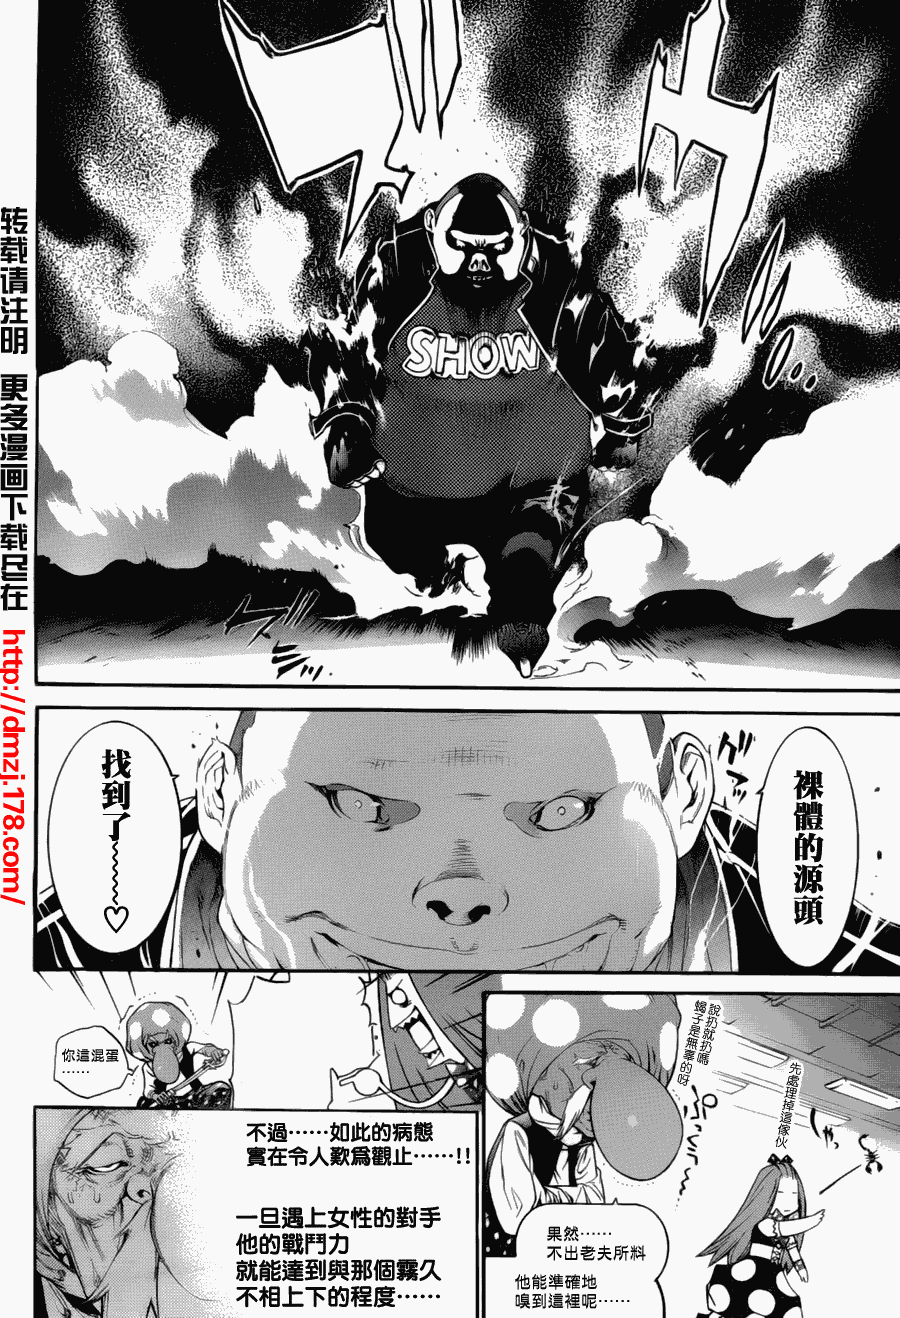 SHOW
裸體的源頭
找到了~~~~~~♡
先處理掉這傢伙
說扔就扔嗎
蠍子是無辜的呀
果然……
不出老夫所料
他能準確地
嗅到這裡呢……
你這混蛋
……
不過……如此的病態
實在令人歎爲觀止……!!
一旦遇上女性的對手
他的戰鬥力
就能達到與那個霧久
不相上下的程度……
转载请注明 更多漫画下载尽在 http://dmzj.178.com/